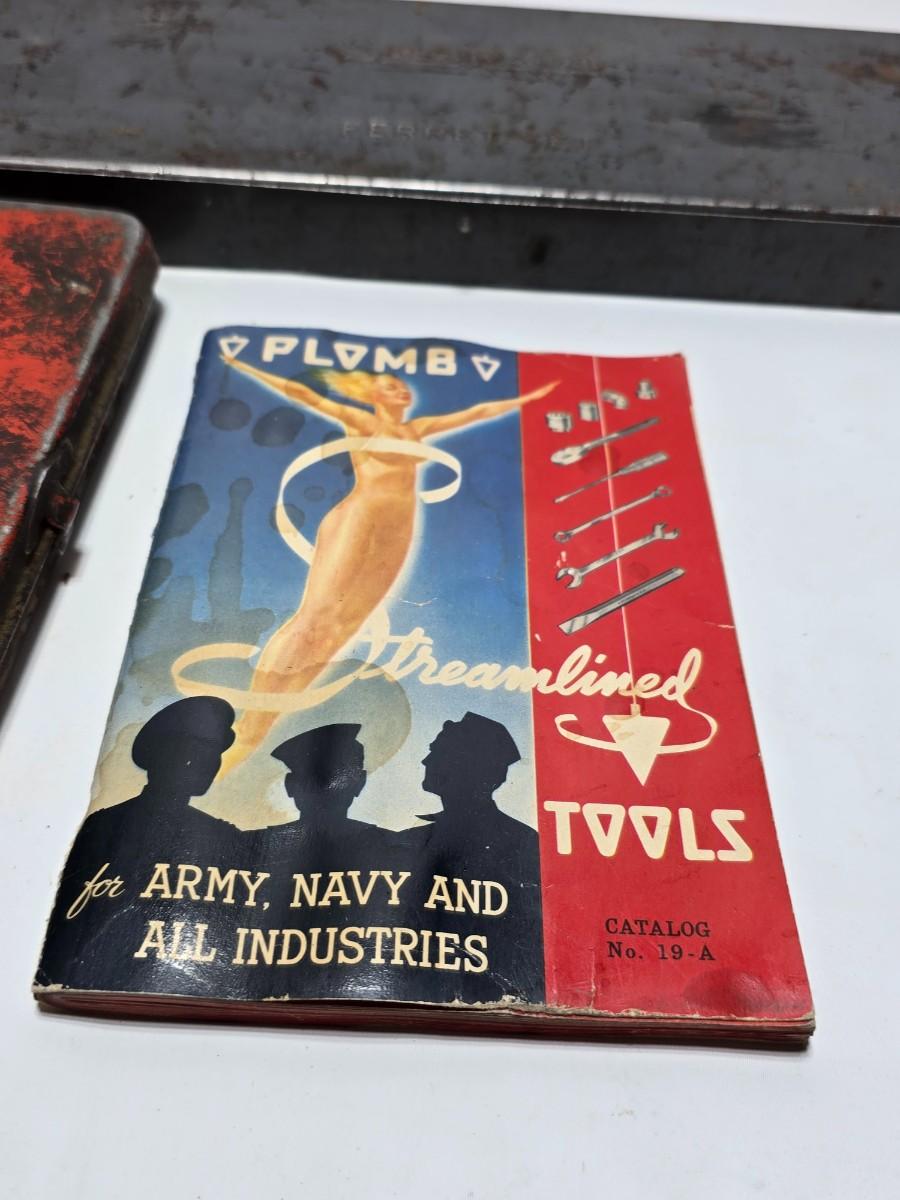 PLOMB
Streamlined
TOOLS
for ARMY, NAVY AND
ALL INDUSTRIES
CATALOG
No. 19-A